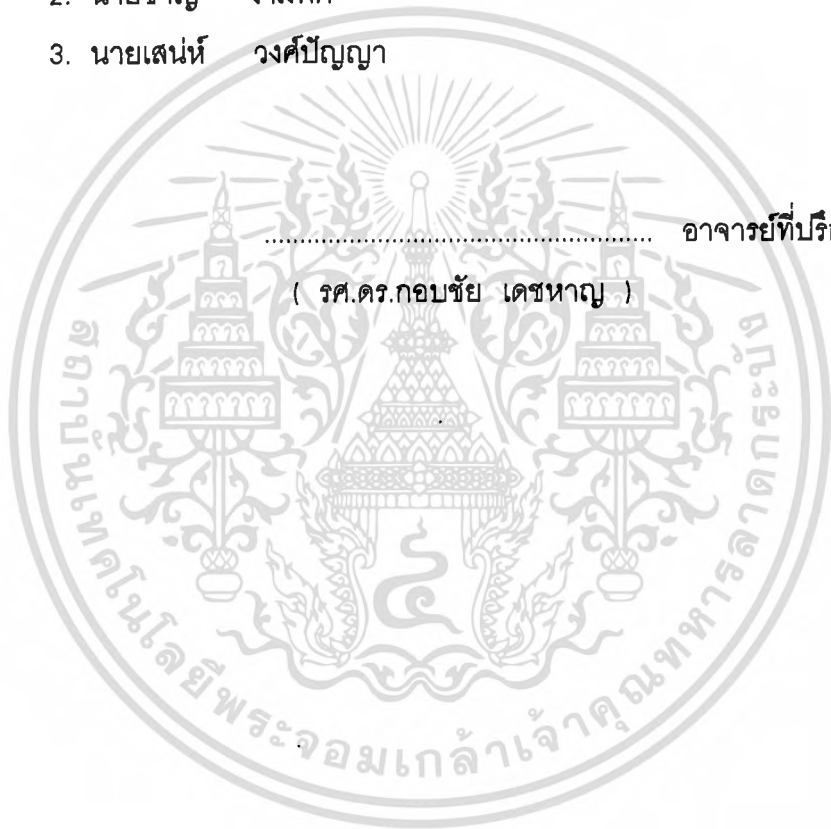 3. นายเสน่ห์ วงศ์ปัญญา
อาจารย์ที่
( รศ.ดร.กอบชัย เดชหาญ )
สถาบันเทคโนโลยีพระจอมเกล้าเจ้าคุณทหารลาดกระบัง